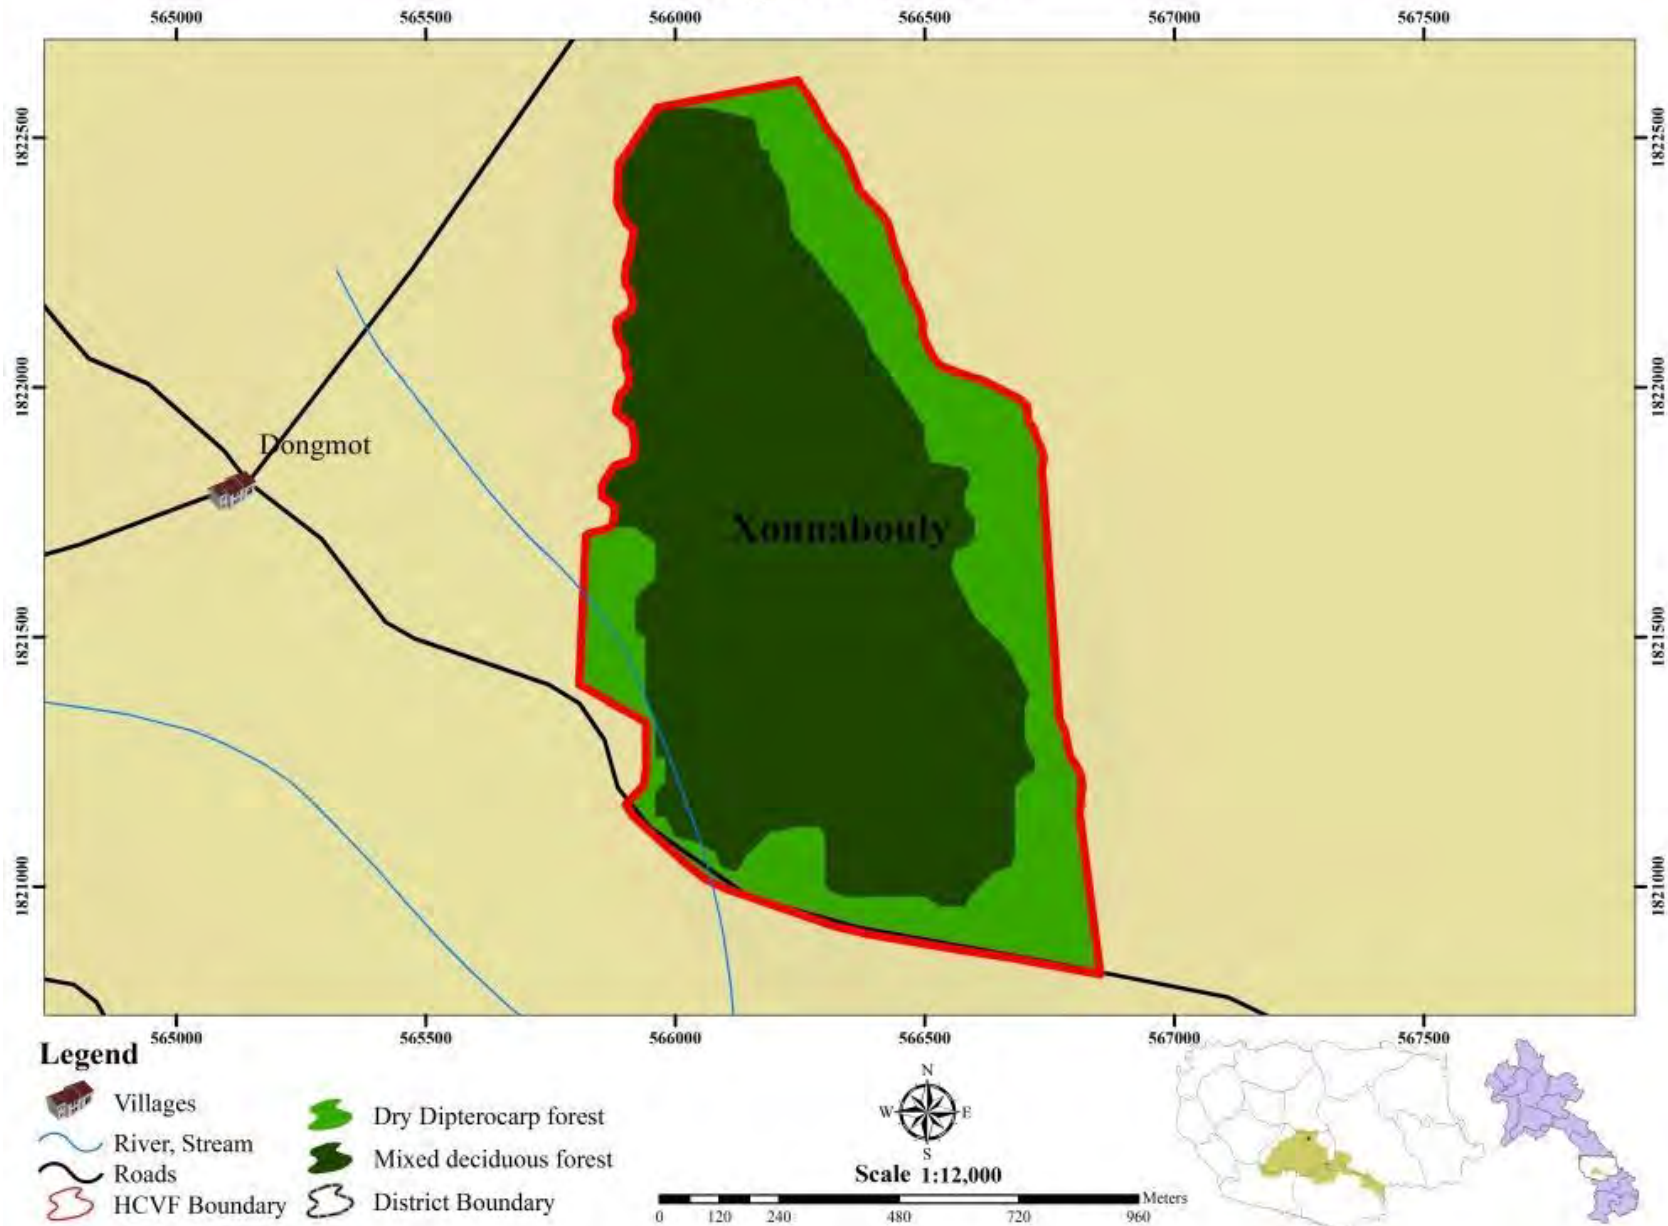 565000 565500 566000 566500 567000 567500
1822500 1822500
1822000 1822000
Dongmot
Xonnabouly
1821500 1821500
1821000 1821000
565000 565500 566000 566500 567000 567500
Legend
Villages
River, Stream
Roads
HCVF Boundary
Dry Dipterocarp forest
Mixed deciduous forest
District Boundary
N
W E
S
Scale 1:12,000
Meters
0 120 240 480 720 960